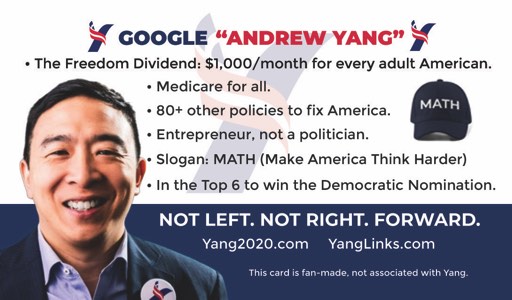 GOOGLE “ANDREW YANG”
• The Freedom Dividend: $1,000/month for every adult American.
• Medicare for all.
• 80+ other policies to fix America.
• Entrepreneur, not a politician.
• Slogan: MATH (Make America Think Harder)
• In the Top 6 to win the Democratic Nomination.
MATH
NOT LEFT. NOT RIGHT. FORWARD.
Yang2020.com YangLinks.com
This card is fan-made, not associated with Yang.